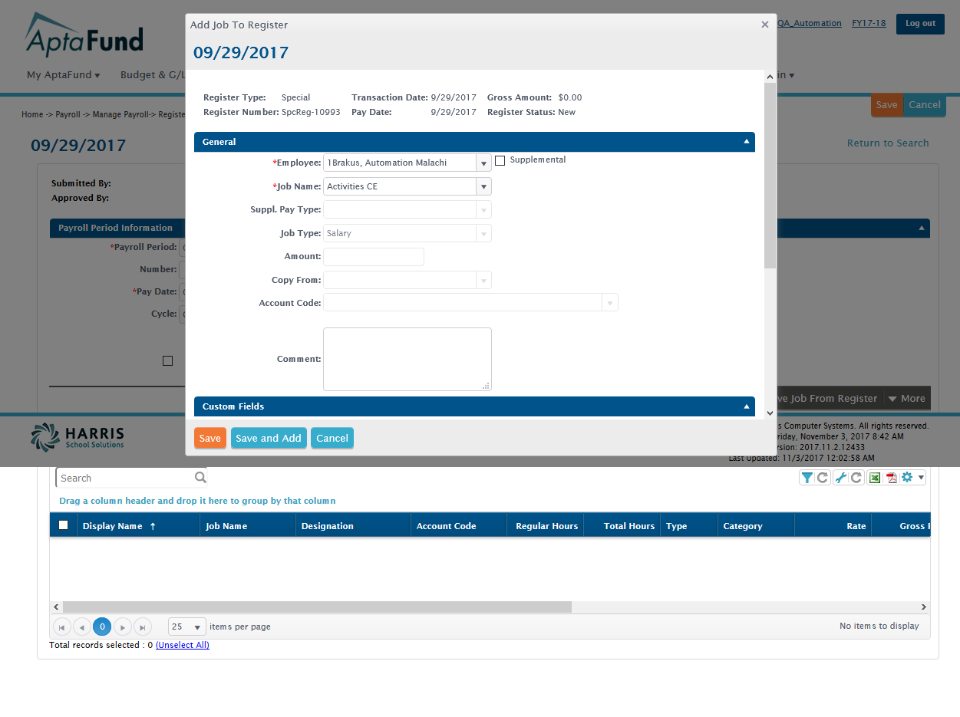 AptaFund
QA_Automation FY17-18 Log out
My AptaFund Budget & G/L
Home -> Payroll -> Manage Payroll-> Registe
Save Cancel
09/29/2017
Return to Search
Submitted By:
Approved By:
Payroll Period Information
*Payroll Period:
Number:
*Pay Date:
Cycle:
Job From Register More
HARRIS
School Solutions
Computer Systems. All rights reserved.
November 3, 2017 8:42 AM
2017.11.2.12433
Last Updated: 11/3/2017 12:02:58 AM
Add Job To Register
09/29/2017
Register Type: Special Transaction Date: 9/29/2017 Gross Amount: $0.00
Register Number: SpcReg-10993 Pay Date: 9/29/2017 Register Status: New
General
*Employee: 1Brakus, Automation Malachi Supplemental
*Job Name: Activities CE
Suppl. Pay Type:
Job Type: Salary
Amount:
Copy From:
Account Code:
Comment:
Custom Fields
Save Save and Add Cancel
Search
Drag a column header and drop it here to group by that column
Display Name ↑ Job Name Designation Account Code Regular Hours Total Hours Type Category Rate Gross
0 25 items per page No items to display
Total records selected : 0 (Unselect All)